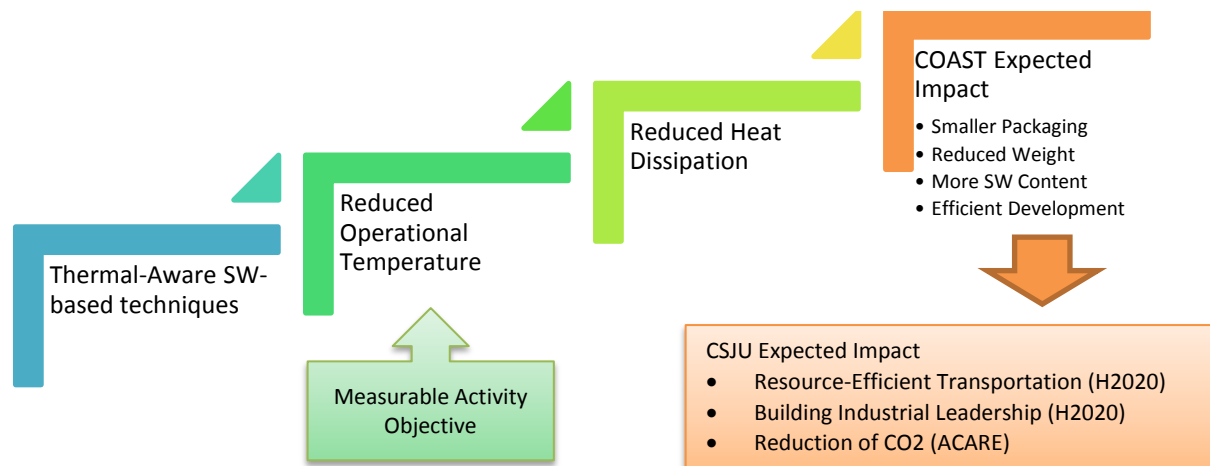 Thermal-Aware SW-
based techniques
Reduced
Operational
Temperature
Measurable Activity
Objective
Reduced Heat
Dissipation
COAST Expected
Impact
• Smaller Packaging
• Reduced Weight
• More SW Content
• Efficient Development
CSJU Expected Impact
• Resource-Efficient Transportation (H2020)
• Building Industrial Leadership (H2020)
• Reduction of CO2 (ACARE)